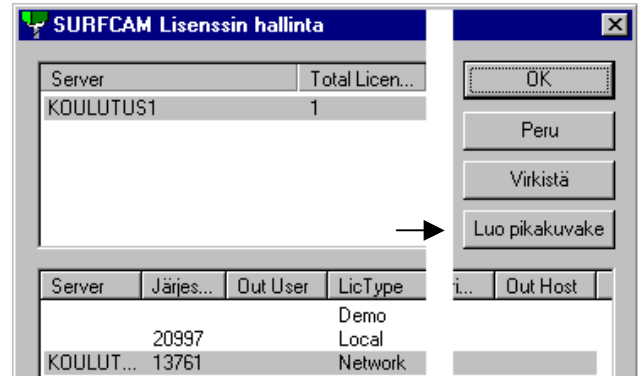 SURFCAM Lisenssin hallinta
Server Total Licen...
KOULUTUS1 1
OK
Peru
Virkistä
Luo pikakuvake
Server Järjes... Out User LicType ri... Out Host
Demo
20997 Local
KOULUT... 13761 Network